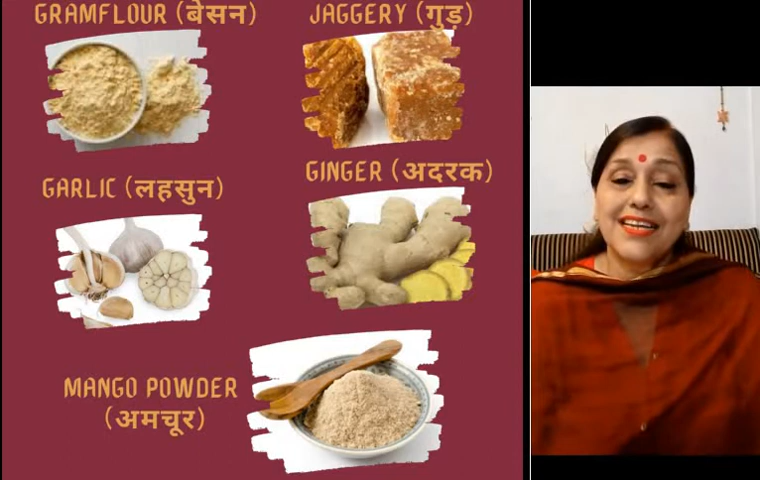 GRAMFLOUR (बेसन)
JAGGERY (गुड़)
GARLIC (लहसुन)
GINGER (अदरक)
MANGO POWDER
(अमचूर)